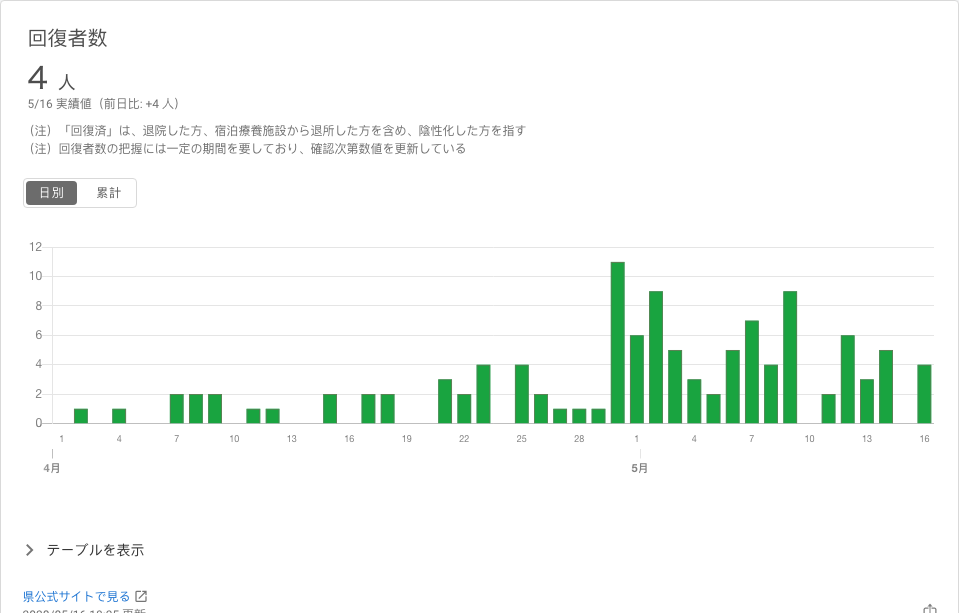 回復者数
4 人
5/16 実績値（前日比: +4 人）
（注）「回復済」は、退院した方、宿泊療養施設から退所した方を含め、陰性化した方を指す
（注）回復者数の把握には一定の期間を要しており、確認次第数値を更新している
日別 累計
12
10
8
6
4
2
0
1 4 7 10 13 16 19 22 25 28 1 4 7 10 13 16
4月 5月
テーブルを表示
県公式サイトで見る